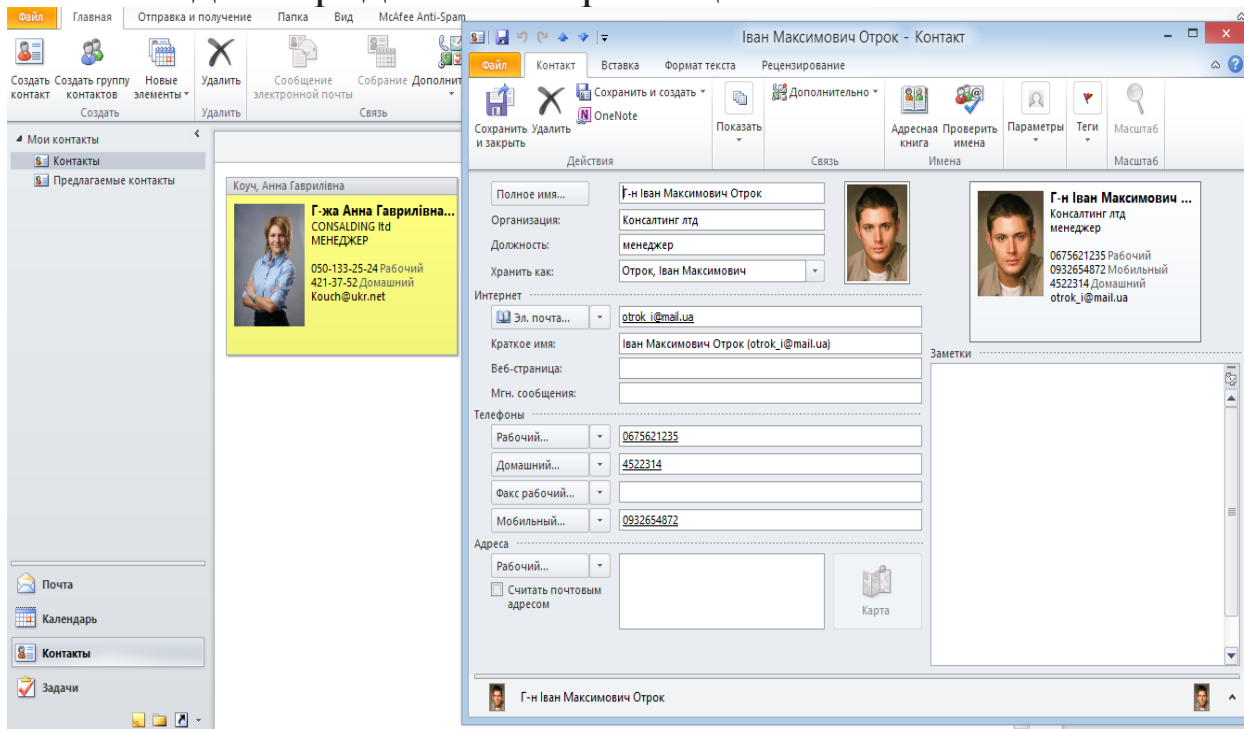 Файл Главная Отправка и получение Папка Вид McAfee Anti-Spam
Создать контакт Создать группу контактов Новые элементы Удалить Сообщение электронной почты Собрание
Создать Удалить Связь
Мои контакты
Контакты
Предлагаемые контакты
Коуч, Анна Гаврилівна
Г-жа Анна Гаврилівна...
CONSALDING ltd
МЕНЕДЖЕР
050-133-25-24 Рабочий
421-37-52 Домашний
Kouch@ukr.net
Почта
Календарь
Контакты
Задачи
Іван Максимович Отрок - Контакт
Файл Контакт Вставка Формат текста Рецензирование
Сохранить и закрыть Удалить Сохранить и создать OneNote Показать Дополнительно Адресная книга Проверить имена Параметры Теги Масштаб
Действия Связь Имена Масштаб
Полное имя... Г-н Іван Максимович Отрок
Организация: Консалтинг лтд
Должность: менеджер
Хранить как: Отрок, Іван Максимович
Интернет
Эл. почта... otrok_i@mail.ua
Краткое имя: Іван Максимович Отрок (otrok_i@mail.ua)
Веб-страница:
Мгн. сообщения:
Телефоны
Рабочий... 0675621235
Домашний... 4522314
Факс рабочий...
Мобильный... 0932654872
Адреса
Рабочий...
Считать почтовым адресом
Карта
Г-н Іван Максимович ...
Консалтинг лтд
менеджер
0675621235 Рабочий
0932654872 Мобильный
4522314 Домашний
otrok_i@mail.ua
Заметки
Г-н Іван Максимович Отрок